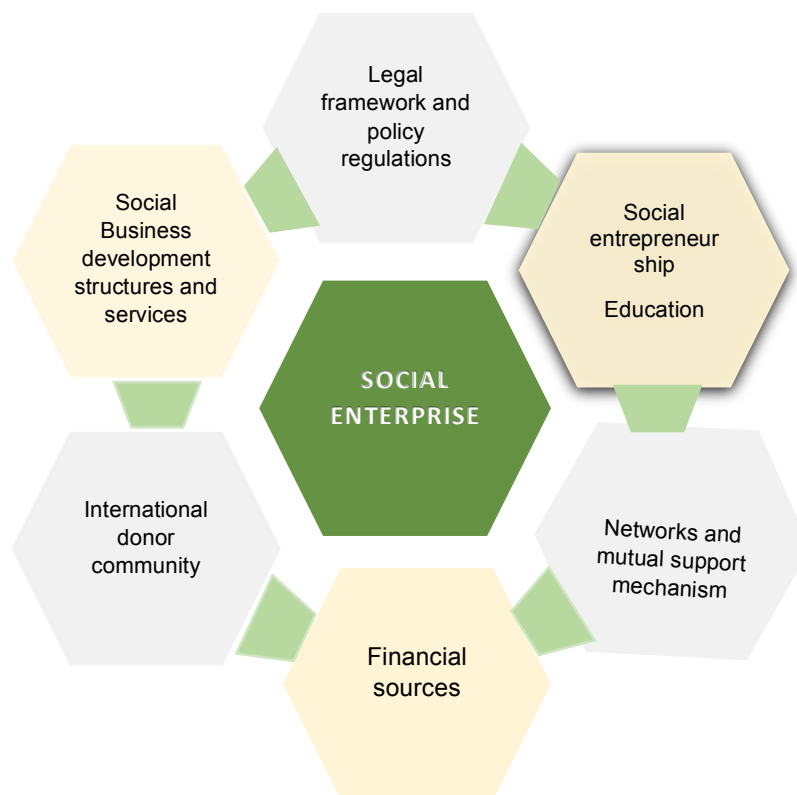 Legal
framework and
policy
regulations
Social
Business
development
structures and
services
Social
entrepreneur
ship
Education
SOCIAL
ENTERPRISE
International
donor
community
Networks and
mutual support
mechanism
Financial
sources